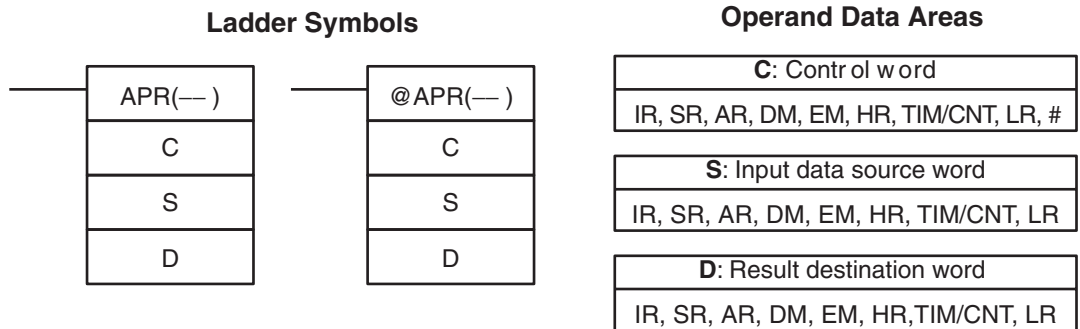 Ladder Symbols
APR(–– )
C
S
D
@APR(–– )
C
S
D
Operand Data Areas
C: Control word
IR, SR, AR, DM, EM, HR, TIM/CNT, LR, #
S: Input data source word
IR, SR, AR, DM, EM, HR, TIM/CNT, LR
D: Result destination word
IR, SR, AR, DM, EM, HR,TIM/CNT, LR